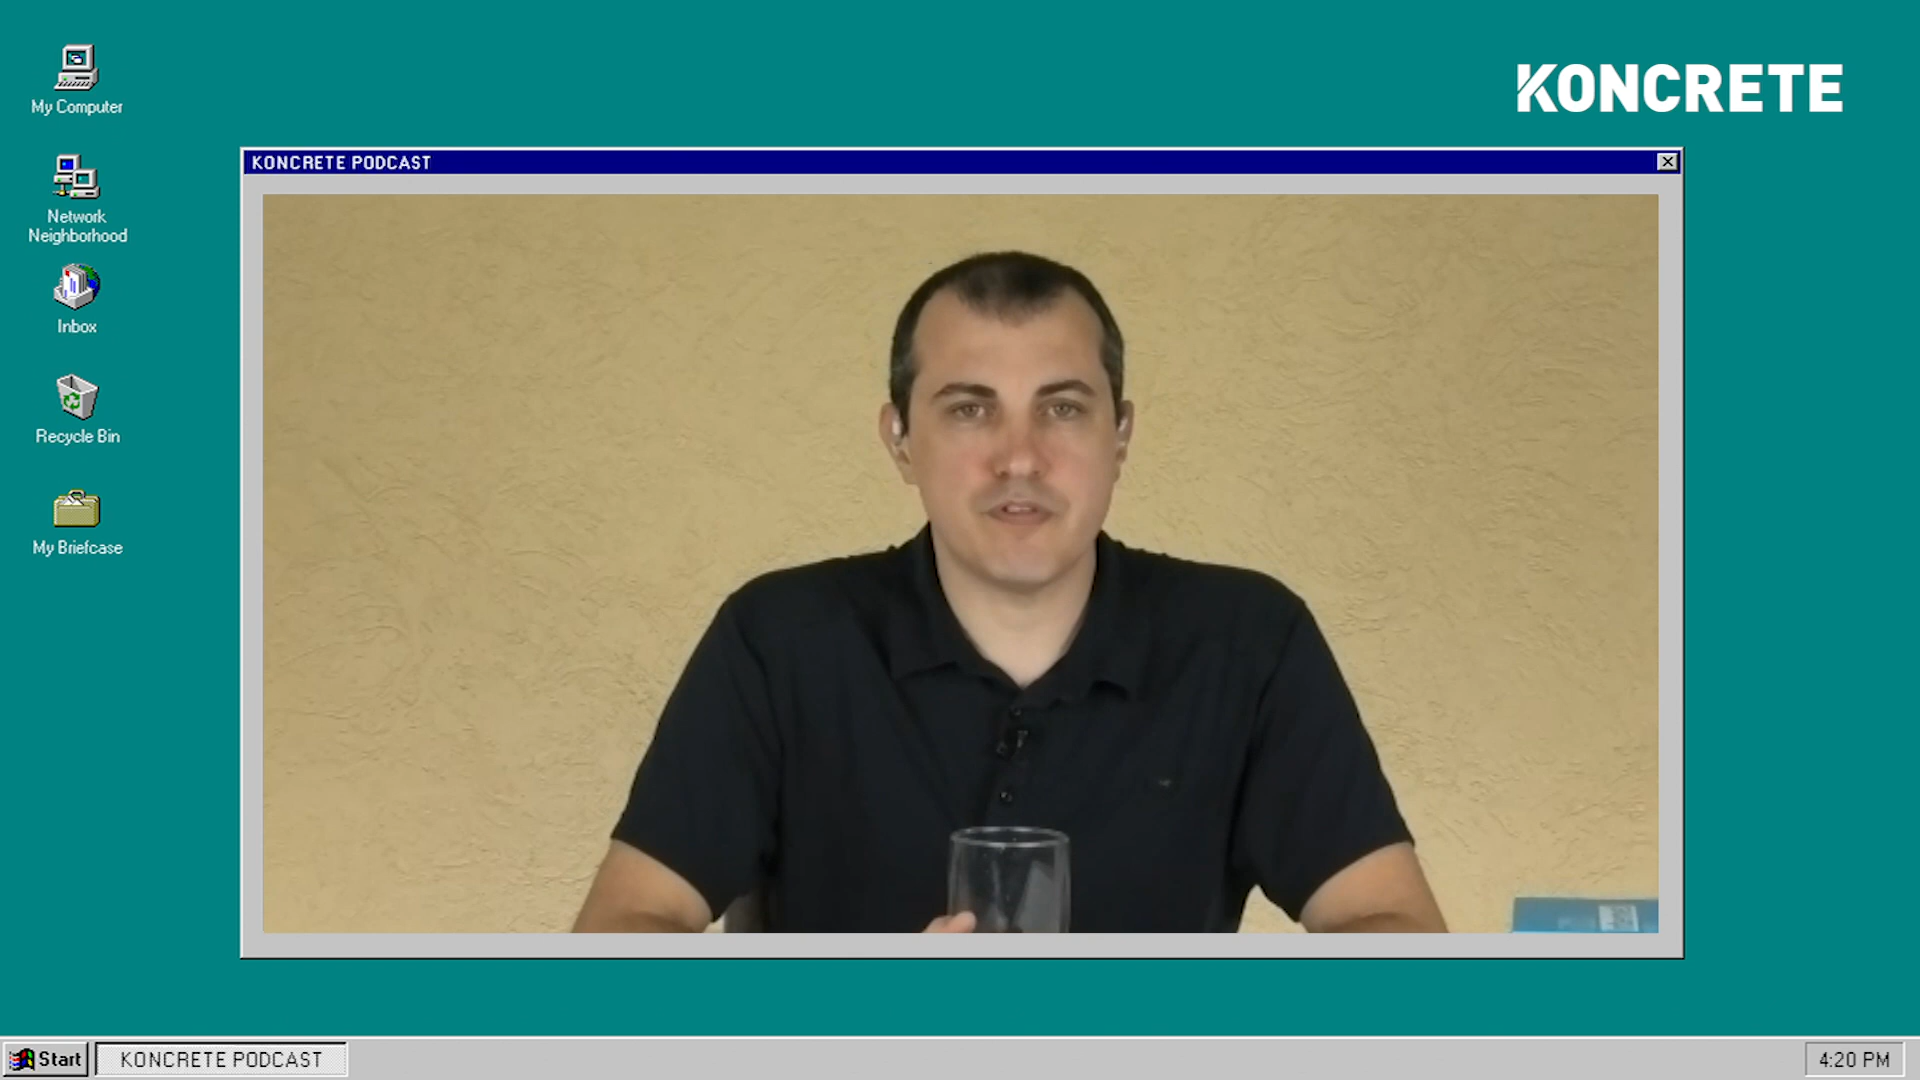 My Computer
KONCRETE
KONCRETE PODCAST
Network
Neighborhood
Inbox
Recycle Bin
My Briefcase
Start
KONCRETE PODCAST
4:20 PM